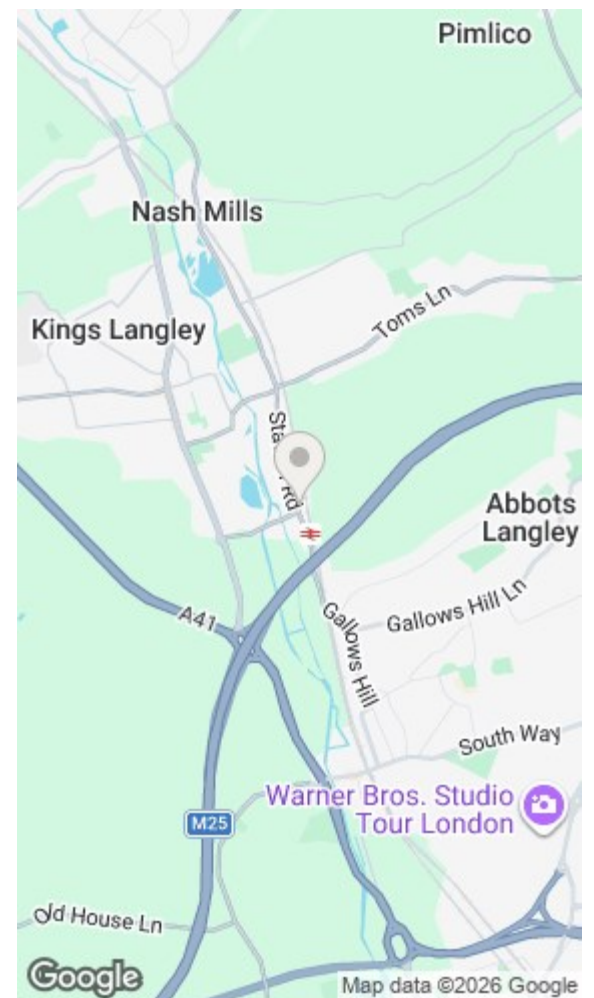 Pimlico
Nash Mills
Toms Ln
Kings Langley
Rd
Abbots
Langley
A41
Gallows Hill
Gallows Hill Ln
South Way
Warner Bros. Studio
Tour London
M25
Old House Ln
Google
Map data ©2026 Google